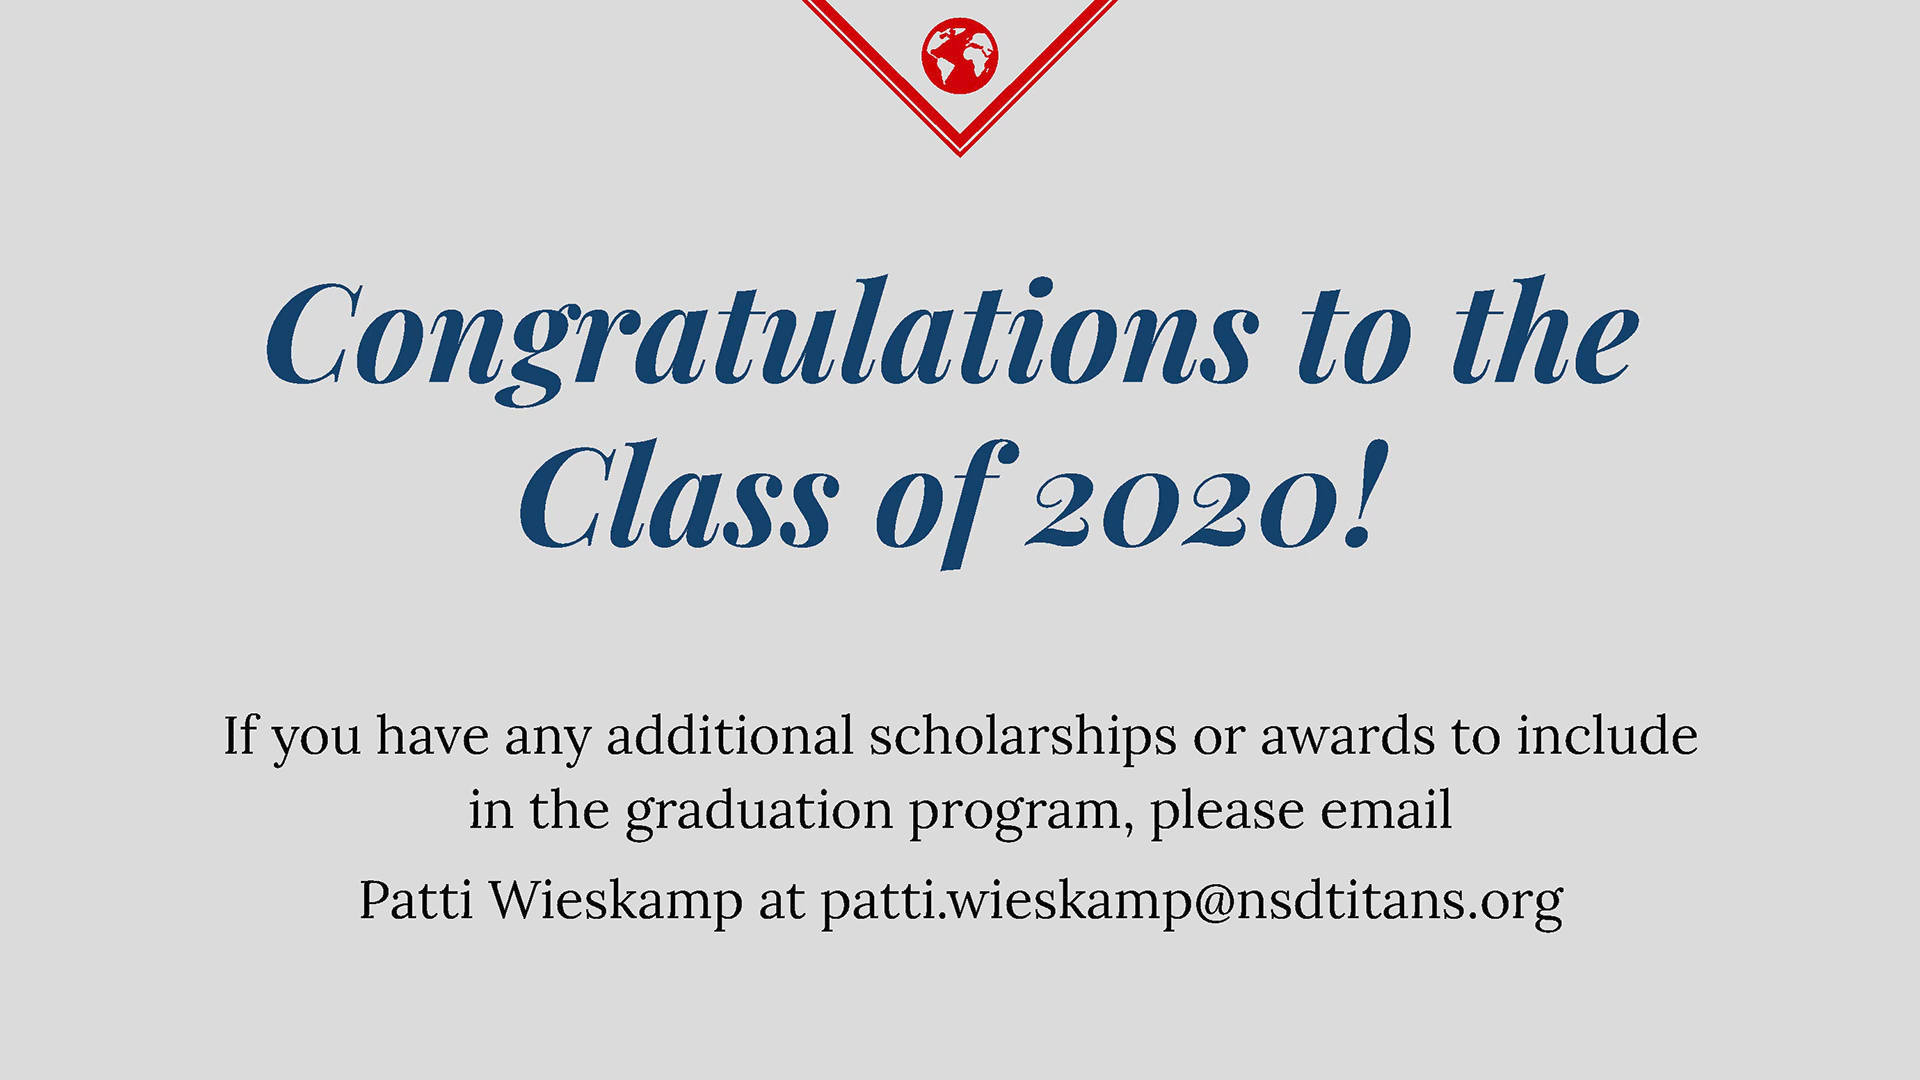 Congratulations to the
Class of 2020!
If you have any additional scholarships or awards to include
in the graduation program, please email
Patti Wieskamp at patti.wieskamp@nsdtitans.org